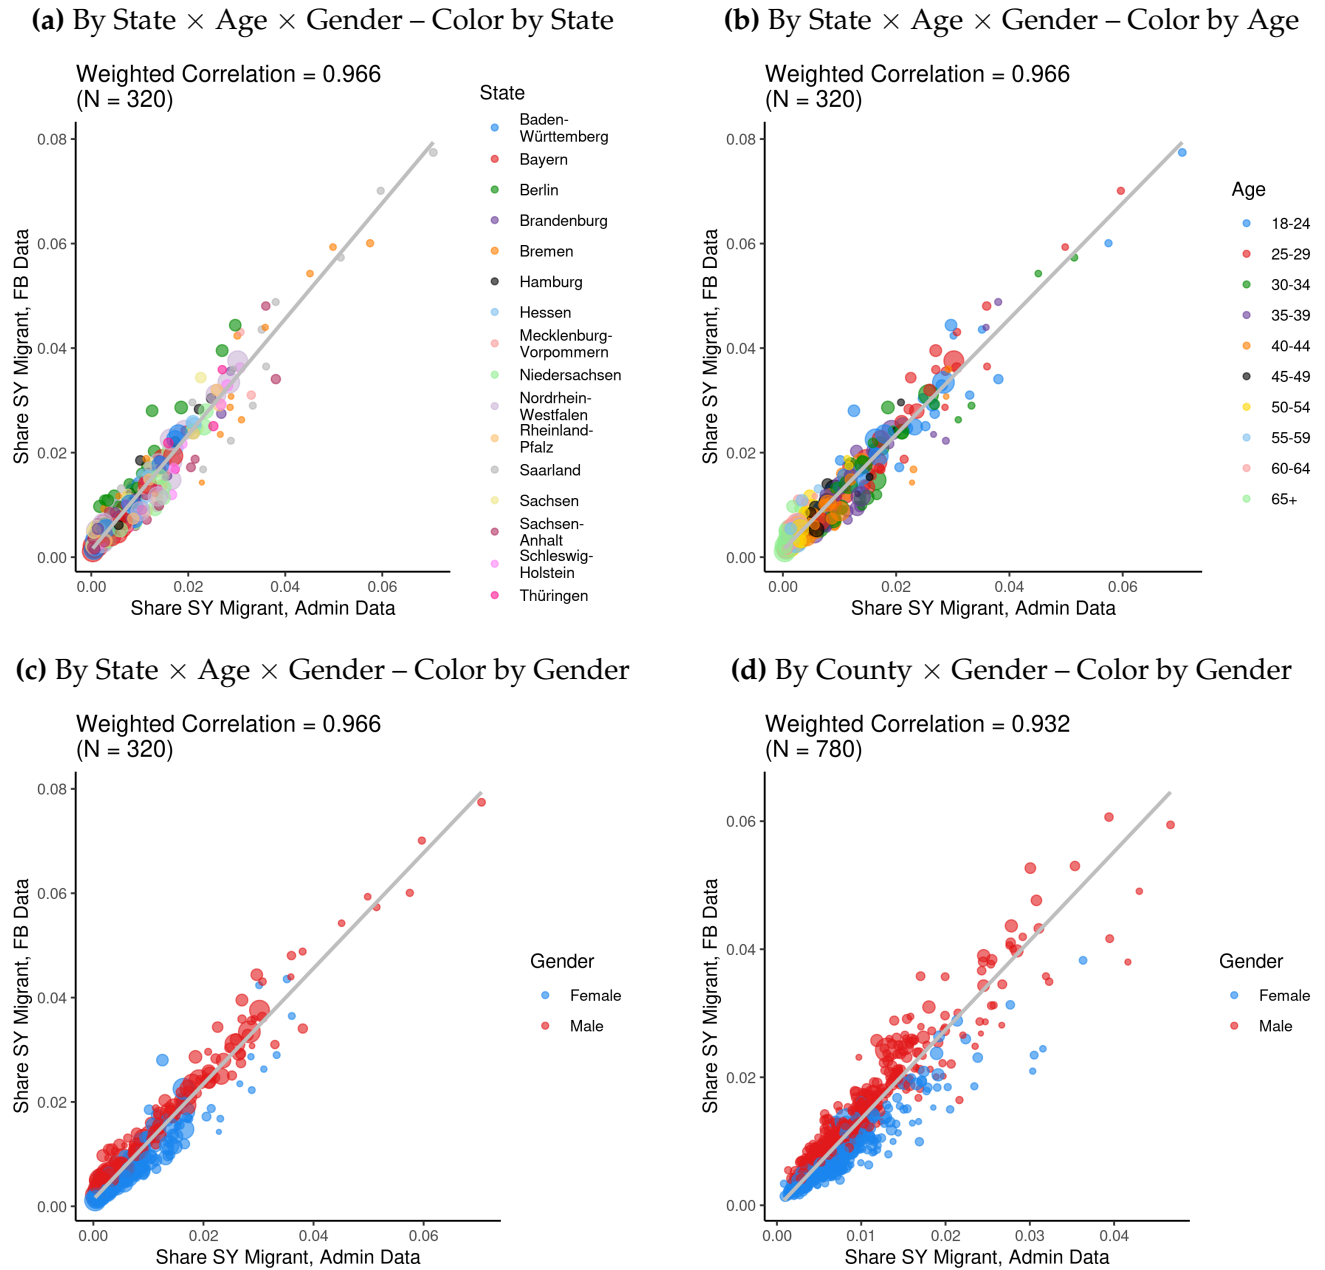 (a) By State × Age × Gender – Color by State
Weighted Correlation = 0.966
(N = 320)
Share SY Migrant, FB Data
0.08
0.06
0.04
0.02
0.00
0.00
0.02
0.04
0.06
Share SY Migrant, Admin Data
State
Baden-
Württemberg
Bayern
Berlin
Brandenburg
Bremen
Hamburg
Hessen
Mecklenburg-
Vorpommern
Niedersachsen
Nordrhein-
Westfalen
Rheinland-
Pfalz
Saarland
Sachsen
Sachsen-
Anhalt
Schleswig-
Holstein
Thüringen
(b) By State × Age × Gender – Color by Age
Weighted Correlation = 0.966
(N = 320)
Share SY Migrant, FB Data
0.08
0.06
0.04
0.02
0.00
0.00
0.02
0.04
0.06
Share SY Migrant, Admin Data
Age
18-24
25-29
30-34
35-39
40-44
45-49
50-54
55-59
60-64
65+
(c) By State × Age × Gender – Color by Gender
Weighted Correlation = 0.966
(N = 320)
Share SY Migrant, FB Data
0.08
0.06
0.04
0.02
0.00
0.00
0.02
0.04
0.06
Share SY Migrant, Admin Data
Gender
Female
Male
(d) By County × Gender – Color by Gender
Weighted Correlation = 0.932
(N = 780)
Share SY Migrant, FB Data
0.06
0.04
0.02
0.00
0.00
0.01
0.02
0.03
0.04
Share SY Migrant, Admin Data
Gender
Female
Male